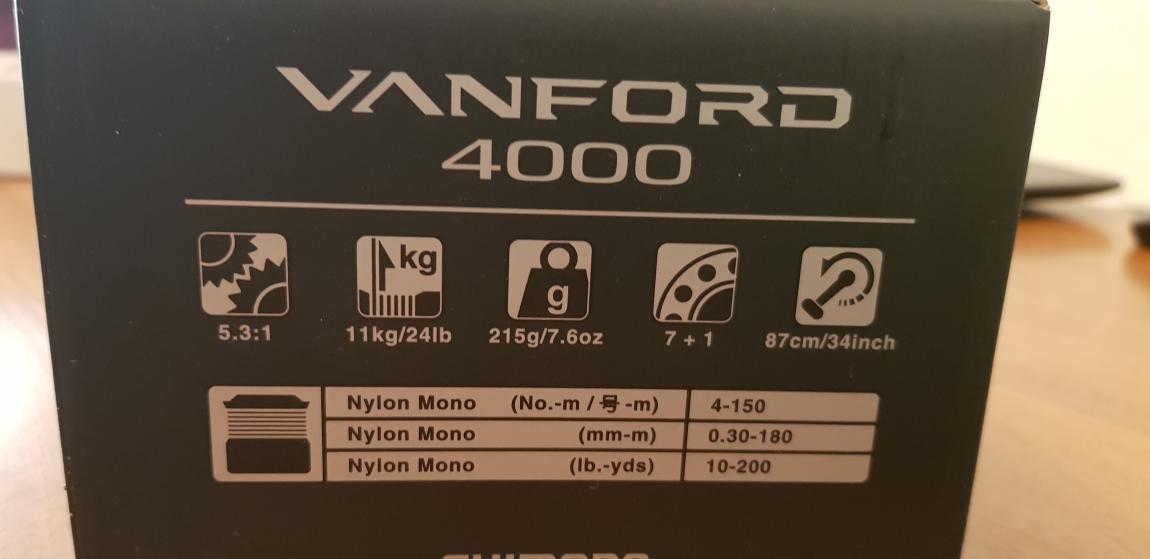 VANFORD
4000
kg
g
5.3:1 11kg/24lb 215g/7.6oz 7 + 1 87cm/34inch
Nylon Mono (No.-m / 号 -m) 4-150
Nylon Mono (mm-m) 0.30-180
Nylon Mono (lb.-yds) 10-200